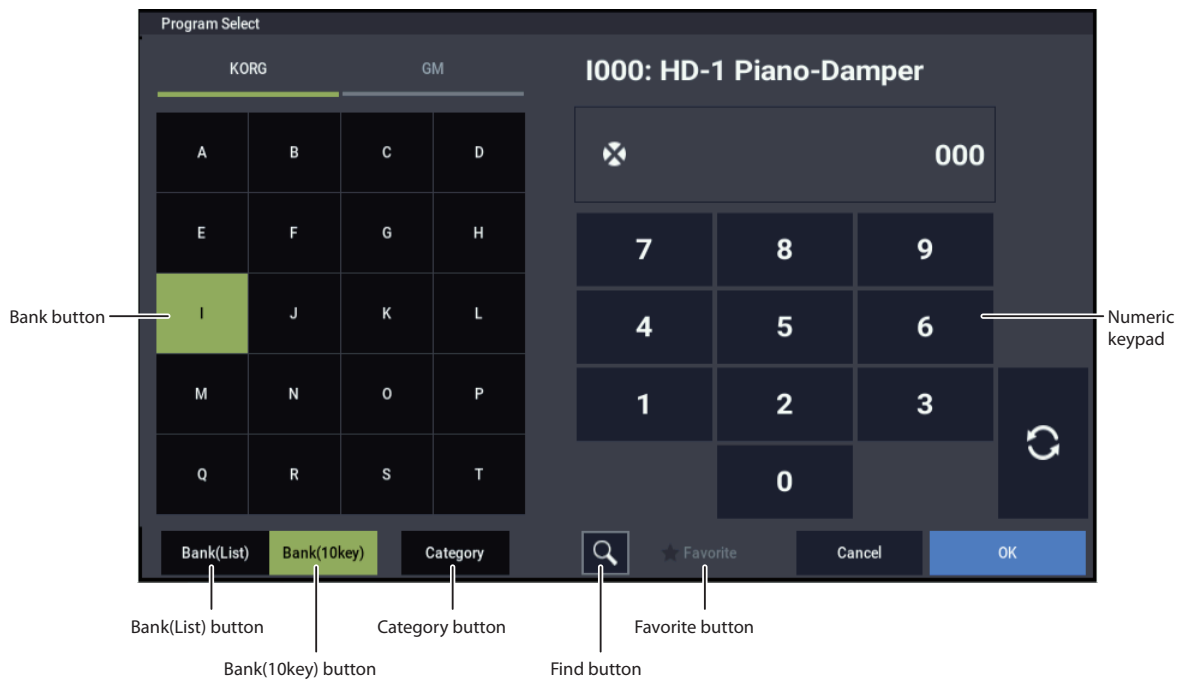 Program Select
KORG GM
I000: HD-1 Piano-Damper
000
A B C D
E F G H
I J K L
M N O P
Q R S T
7 8 9
4 5 6
1 2 3
0
Bank button
Numeric
keypad
Bank(List) Bank(10key) Category Favorite Cancel OK
Bank(List) button
Category button
Favorite button
Bank(10key) button
Find button